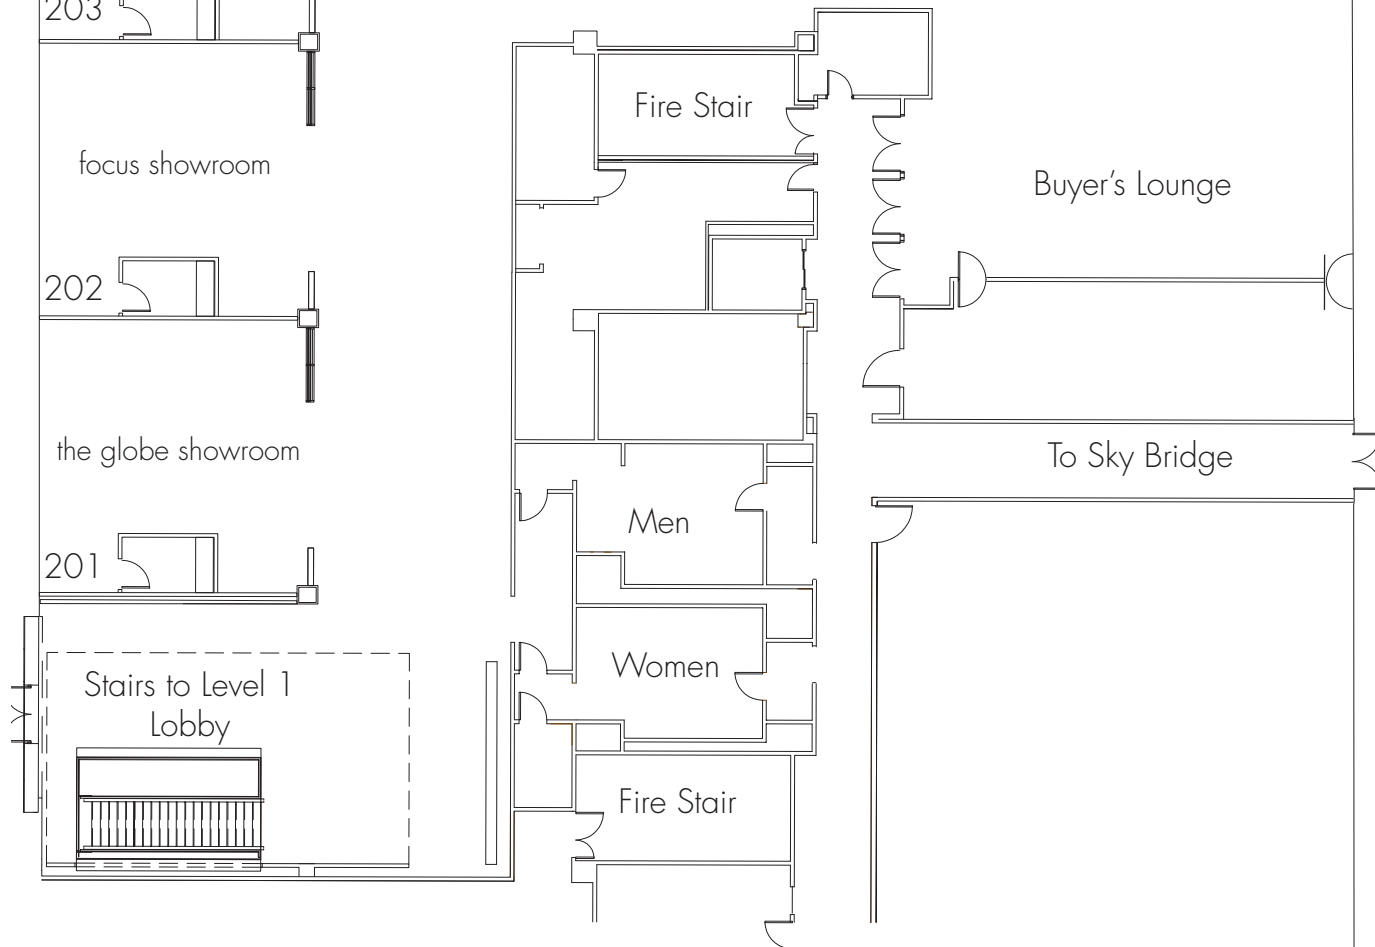 203
Fire Stair
focus showroom
Buyer's Lounge
202
the globe showroom
To Sky Bridge
Men
201
Women
Stairs to Level 1
Lobby
Fire Stair